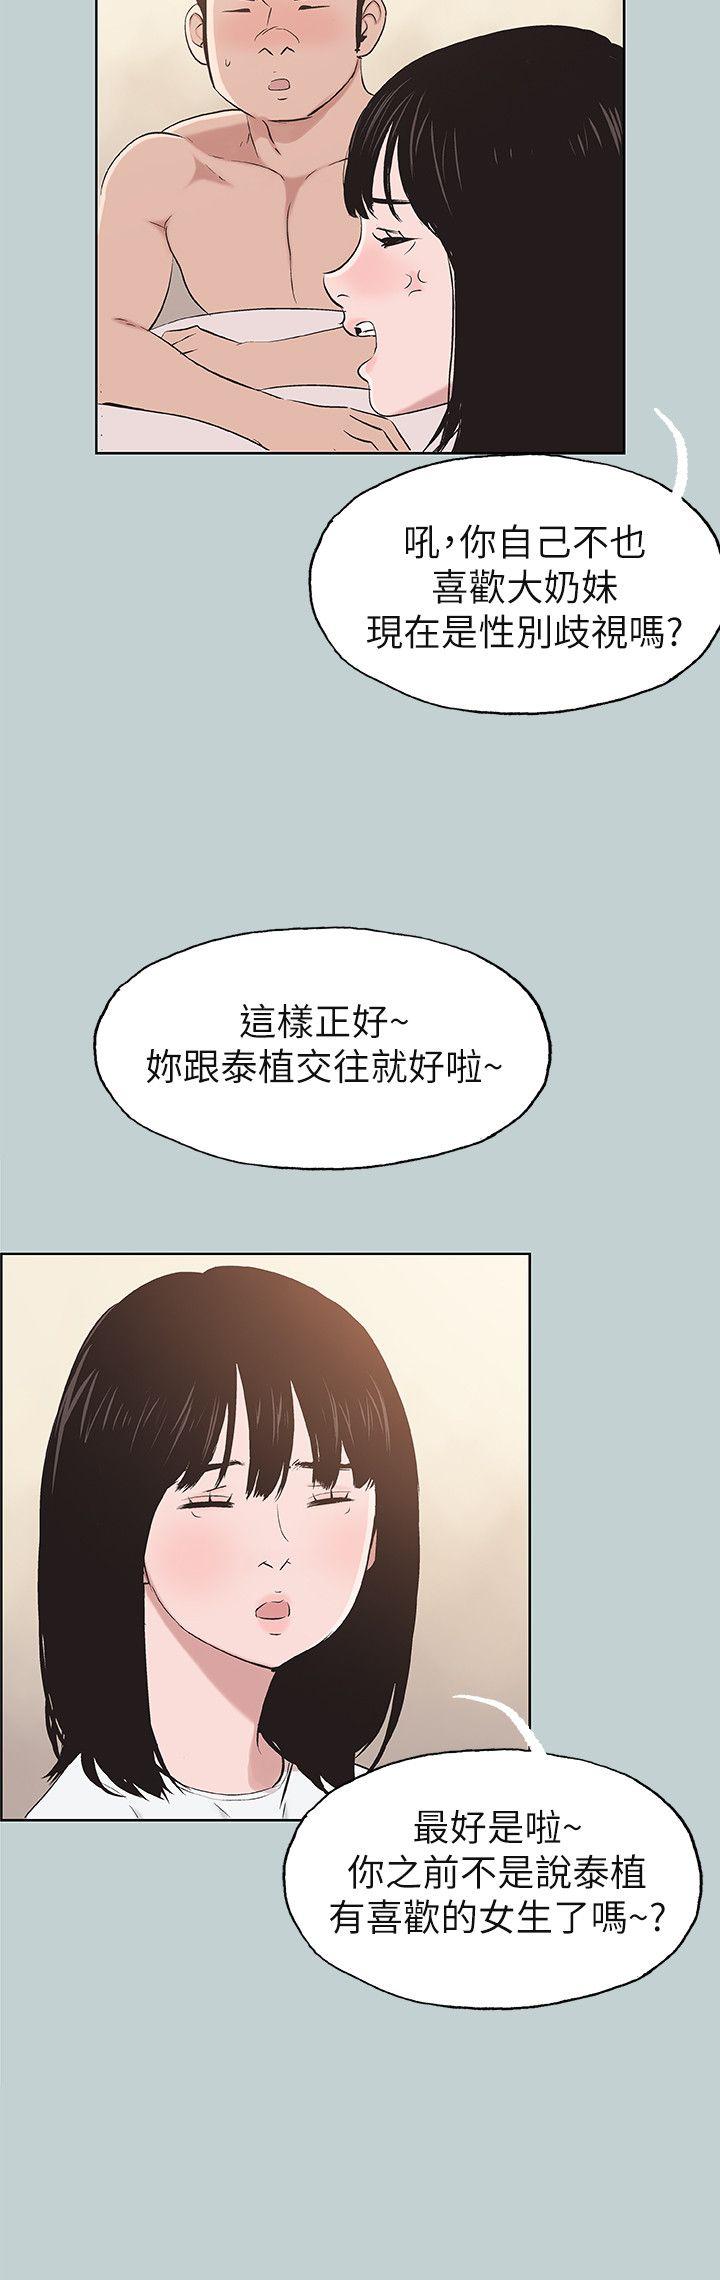 吼，你自己不也
喜歡大奶妹
現在是性別歧視嗎?
這樣正好~
妳跟泰植交往就好啦~
最好是啦~
你之前不是說泰植
有喜歡的女生了嗎~?